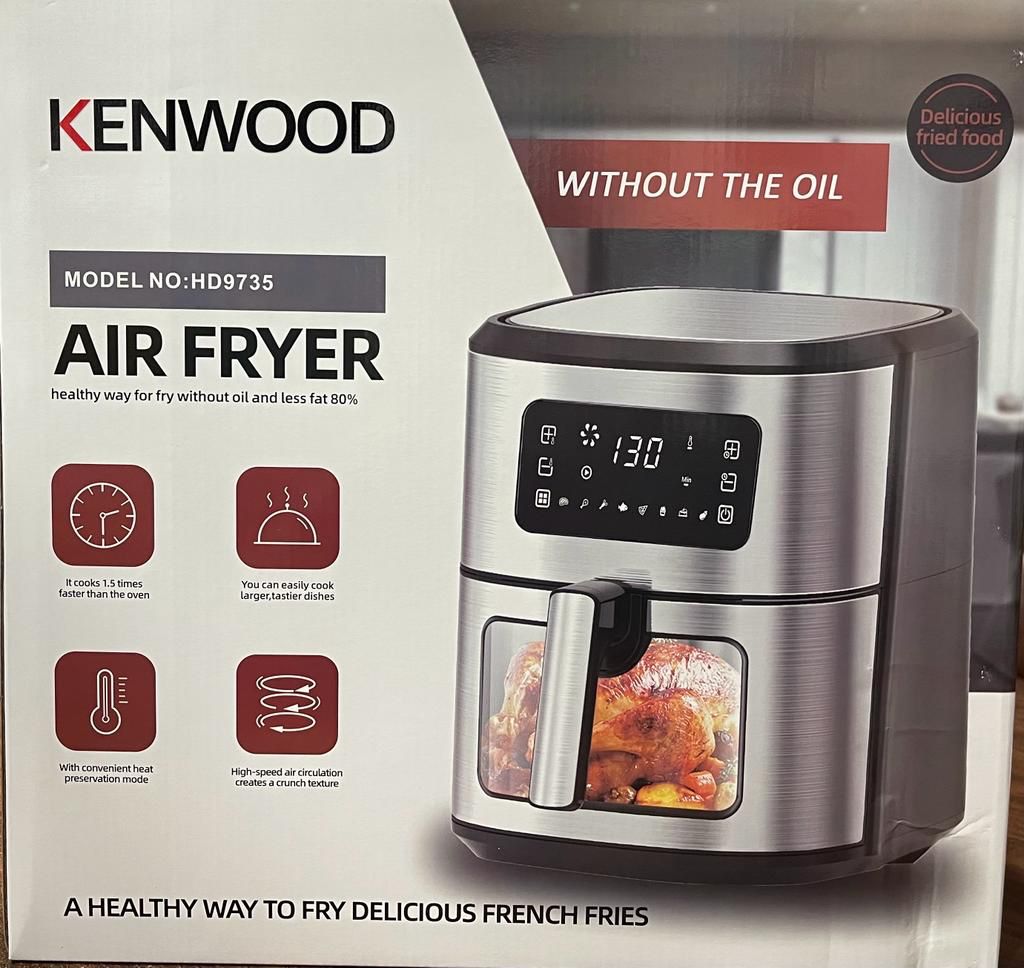 KENWOOD
Delicious
fried food
WITHOUT THE OIL
MODEL NO:HD9735
AIR FRYER
healthy way for fry without oil and less fat 80%
130
Min
It cooks 1.5 times
faster than the oven
You can easily cook
larger,tastier dishes
With convenient heat
preservation mode
High-speed air circulation
creates a crunch texture
A HEALTHY WAY TO FRY DELICIOUS FRENCH FRIES